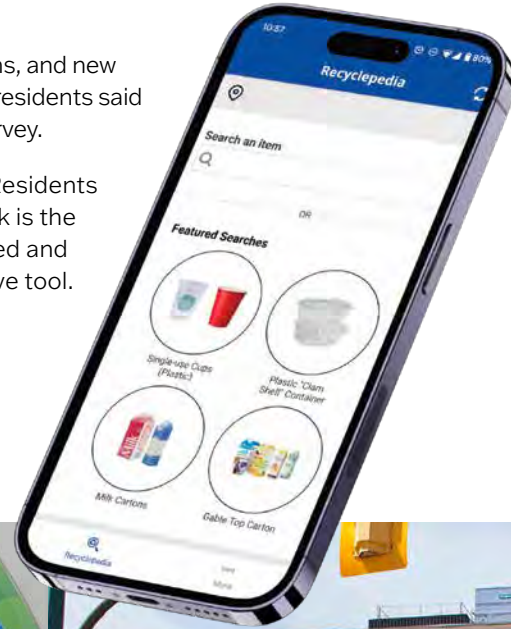 ns, and new
residents said
rvey.
Residents
k is the
ed and
ve tool.
10:57
80%
Recyclepedia
Search an item
OR
Featured Searches
Single-use Cups
(Plastic)
Plastic "Clam
Shell" Container
Milk Cartons
Gable Top Carton
Recyclepedia
More